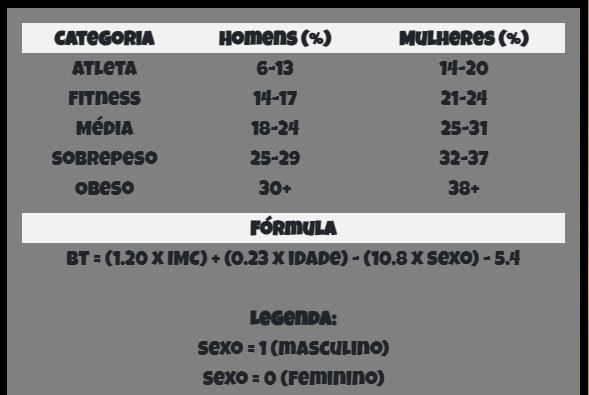 Categoria Homens (%) Mulheres (%)
Atleta 6-13 14-20
Fitness 14-17 21-24
Média 18-24 25-31
Sobrepeso 25-29 32-37
Obeso 30+ 38+
Fórmula
BT = (1.20 x IMC) + (0.23 x Idade) - (10.8 x sexo) - 5.4
Legenda:
Sexo = 1 (masculino)
Sexo = 0 (feminino)